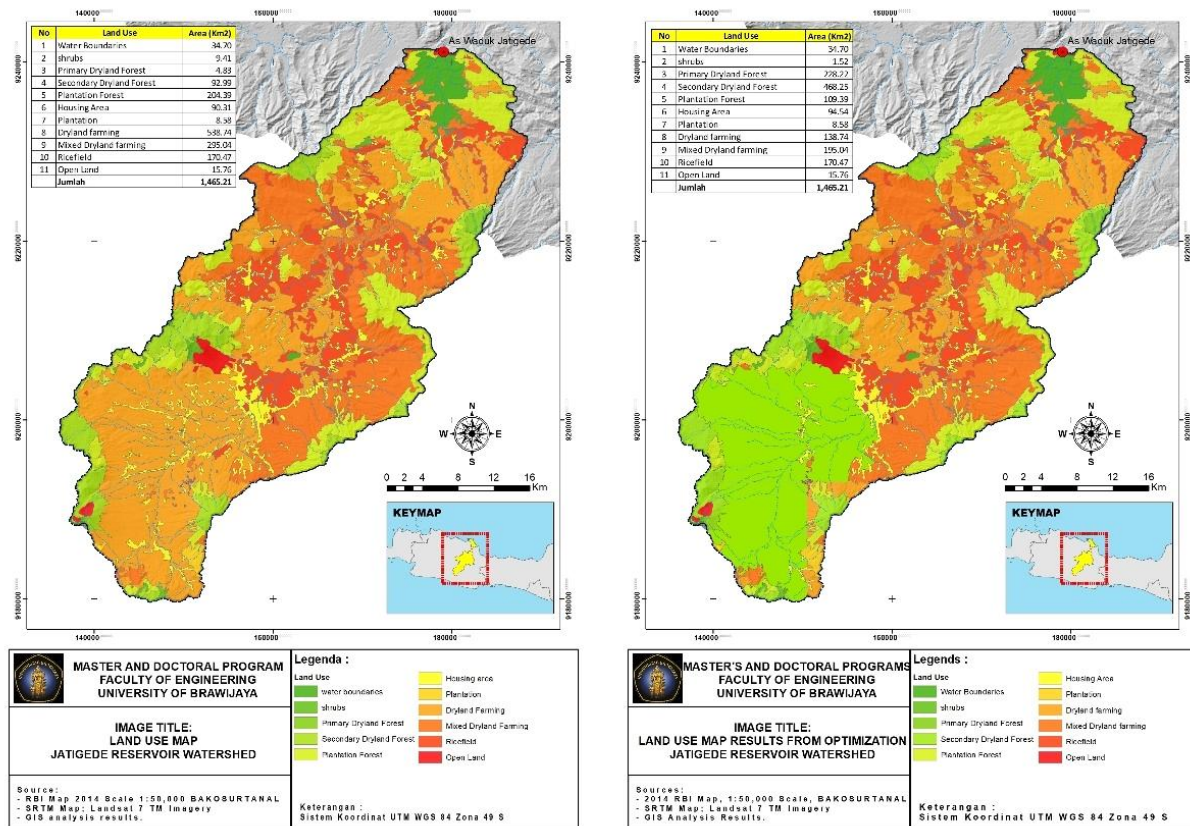 No Land Use Area (Km2)
1 Water Boundaries 34.70
2 shrubs 9.41
3 Primary Dryland Forest 4.83
4 Secondary Dryland Forest 92.99
5 Plantation Forest 204.39
6 Housing Area 90.31
7 Plantation 8.58
8 Dryland farming 538.74
9 Mixed Dryland farming 295.04
10 Ricefield 170.47
11 Open Land 15.76
Jumlah 1,465.21
As Waduk Jatigede
140000 160000 180000
9240000
9220000
9200000
9180000
N
W E
S
0 2 4 8 12 16
Km
KEYMAP
140000 160000 180000
MASTER AND DOCTORAL PROGRAM
FACULTY OF ENGINEERING
UNIVERSITY OF BRAWIJAYA
IMAGE TITLE:
LAND USE MAP
JATIGEDE RESERVOIR WATERSHED
Source:
- RBI Map 2014 Scale 1:50,000 BAKOSURTANAL
- SRTM Map; Landsat 7 TM Imagery
- GIS analysis results.
Legenda :
Land Use
water boundaries
shrubs
Primary Dryland Forest
Secondary Dryland Forest
Plantation Forest
Housing area
Plantation
Dryland Farming
Mixed Dryland Farming
Ricefield
Open Land
Keterangan :
Sistem Koordinat UTM WGS 84 Zona 49 S
No Land Use Area (Km2)
1 Water Boundaries 34.70
2 shrubs 1.52
3 Primary Dryland Forest 228.22
4 Secondary Dryland Forest 468.25
5 Plantation Forest 109.39
6 Housing Area 94.54
7 Plantation 8.58
8 Dryland farming 138.74
9 Mixed Dryland farming 195.04
10 Ricefield 170.47
11 Open Land 15.76
Jumlah 1,465.21
As Waduk Jatigede
160000 180000
9240000
9220000
9200000
9180000
N
W E
S
0 2 4 8 12 16
Km
KEYMAP
140000 160000 180000
MASTER'S AND DOCTORAL PROGRAMS
FACULTY OF ENGINEERING
UNIVERSITY OF BRAWIJAYA
IMAGE TITLE:
LAND USE MAP RESULTS FROM OPTIMIZATION
JATIGEDE RESERVOIR WATERSHED
Sources:
- 2014 RBI Map, 1:50,000 Scale, BAKOSURTANAL
- SRTM Map; Landsat 7 TM Imagery
- GIS Analysis Results.
Legends :
Land Use
Water Boundaries
shrubs
Primary Dryland Forest
Secondary Dryland Forest
Plantation Forest
Housing Area
Plantation
Dryland farming
Mixed Dryland farming
Ricefield
Open Land
Keterangan :
Sistem Koordinat UTM WGS 84 Zona 49 S